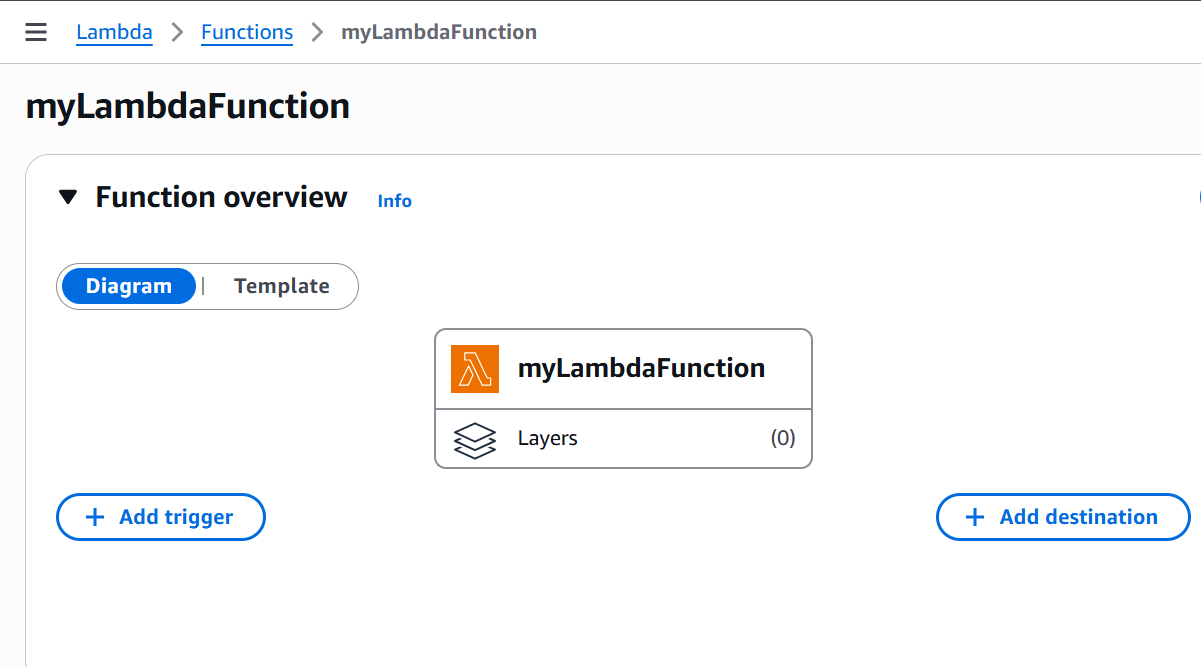 Lambda > Functions > myLambdaFunction
myLambdaFunction
Function overview Info
Diagram | Template
myLambdaFunction
Layers (0)
+ Add trigger + Add destination